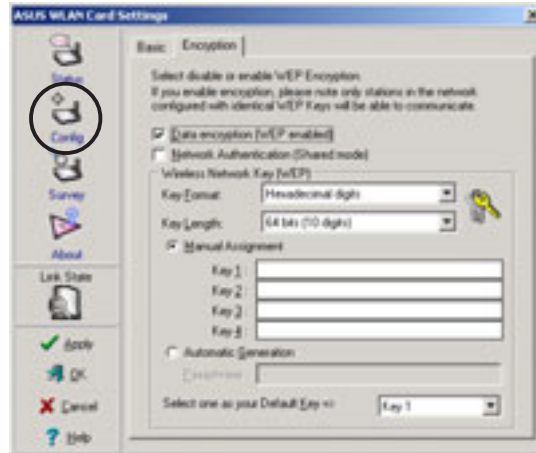 ASUS WLAN Card Settings
Status
Config
Survey
About
Link State
Apply
OK
Cancel
Help
Basic
Encryption
Select disable or enable WEP Encryption.
If you enable encryption, please note only stations in the network
configured with identical WEP Keys will be able to communicate.
Data encryption (WEP enabled)
Network Authentication (Shared mode)
Wireless Network Key (WEP)
Key Format: Hexadecimal digits
Key Length: 64 bits (10 digits)
Manual Assignment
Key 1:
Key 2:
Key 3:
Key 4:
Automatic Generation
Passphrase:
Select one as your Default Key => Key 1